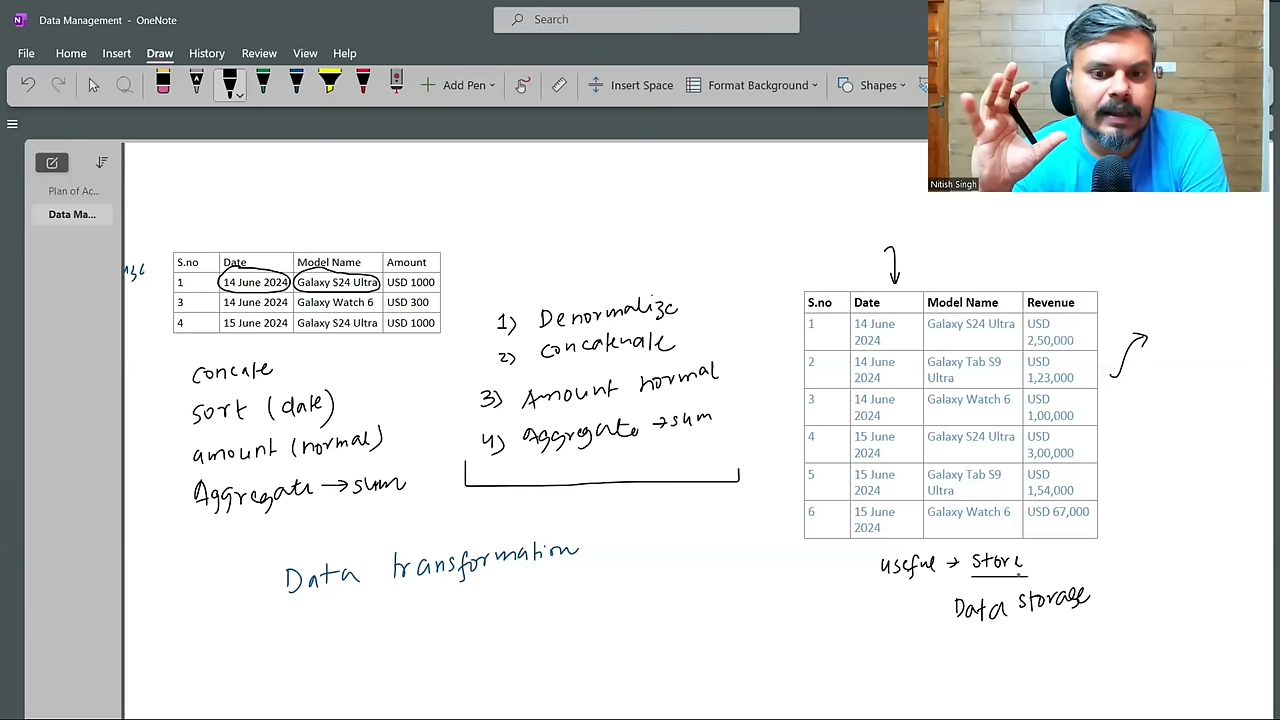 Data Management - OneNote
Search
File Home Insert Draw History Review View Help
Add Pen
Insert Space
Format Background
Shapes
Nitish Singh
Plan of Ac...
Data Ma...
S.no Date Model Name Amount
1 14 June 2024 Galaxy S24 Ultra USD 1000
3 14 June 2024 Galaxy Watch 6 USD 300
4 15 June 2024 Galaxy S24 Ultra USD 1000
concate
sort (date)
amount (normal)
Aggregate → sum
1) Denormalize
2) concatenate
3) Amount normal
4) Aggregate → sum
Data transformation
S.no Date Model Name Revenue
1 14 June 2024 Galaxy S24 Ultra USD 2,50,000
2 14 June 2024 Galaxy Tab S9 Ultra USD 1,23,000
3 14 June 2024 Galaxy Watch 6 USD 1,00,000
4 15 June 2024 Galaxy S24 Ultra USD 3,00,000
5 15 June 2024 Galaxy Tab S9 Ultra USD 1,54,000
6 15 June 2024 Galaxy Watch 6 USD 67,000
useful → store
Data storage